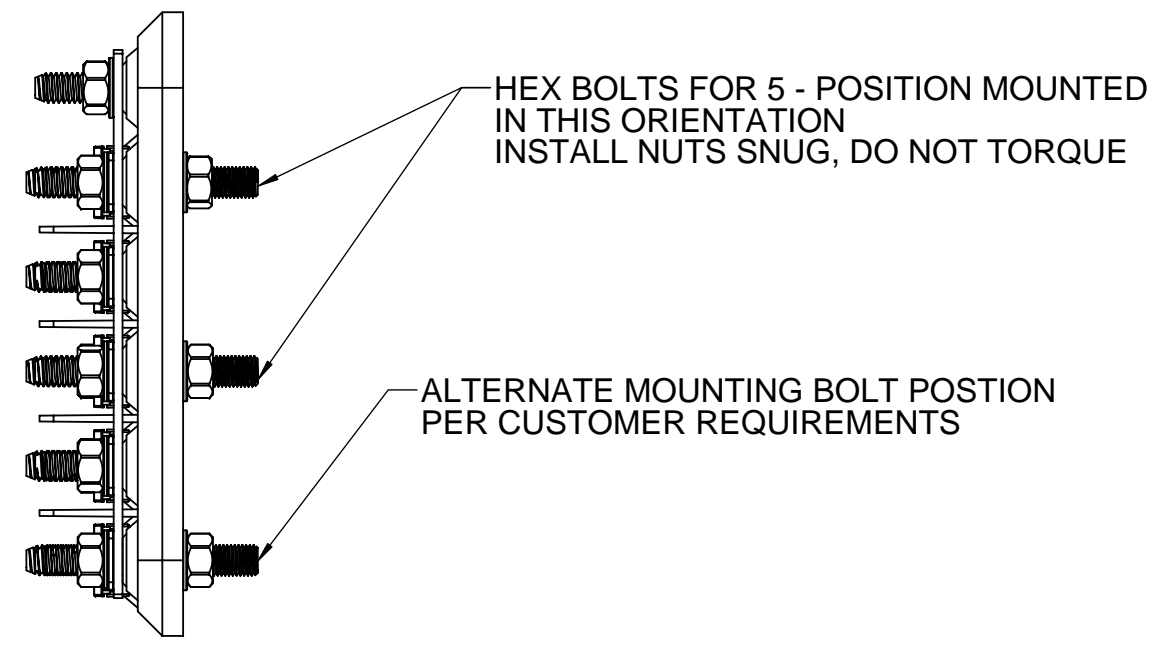 HEX BOLTS FOR 5 - POSITION MOUNTED
IN THIS ORIENTATION
INSTALL NUTS SNUG, DO NOT TORQUE
ALTERNATE MOUNTING BOLT POSTION
PER CUSTOMER REQUIREMENTS